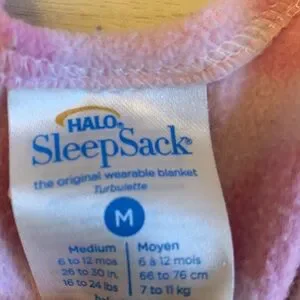 HALO
SleepSack®
the original wearable blanket
Turbulette
M
Medium
6 to 12 mos
26 to 30 in.
16 to 24 lbs
Moyen
6 à 12 mois
66 to 76 cm
7 to 11 kg